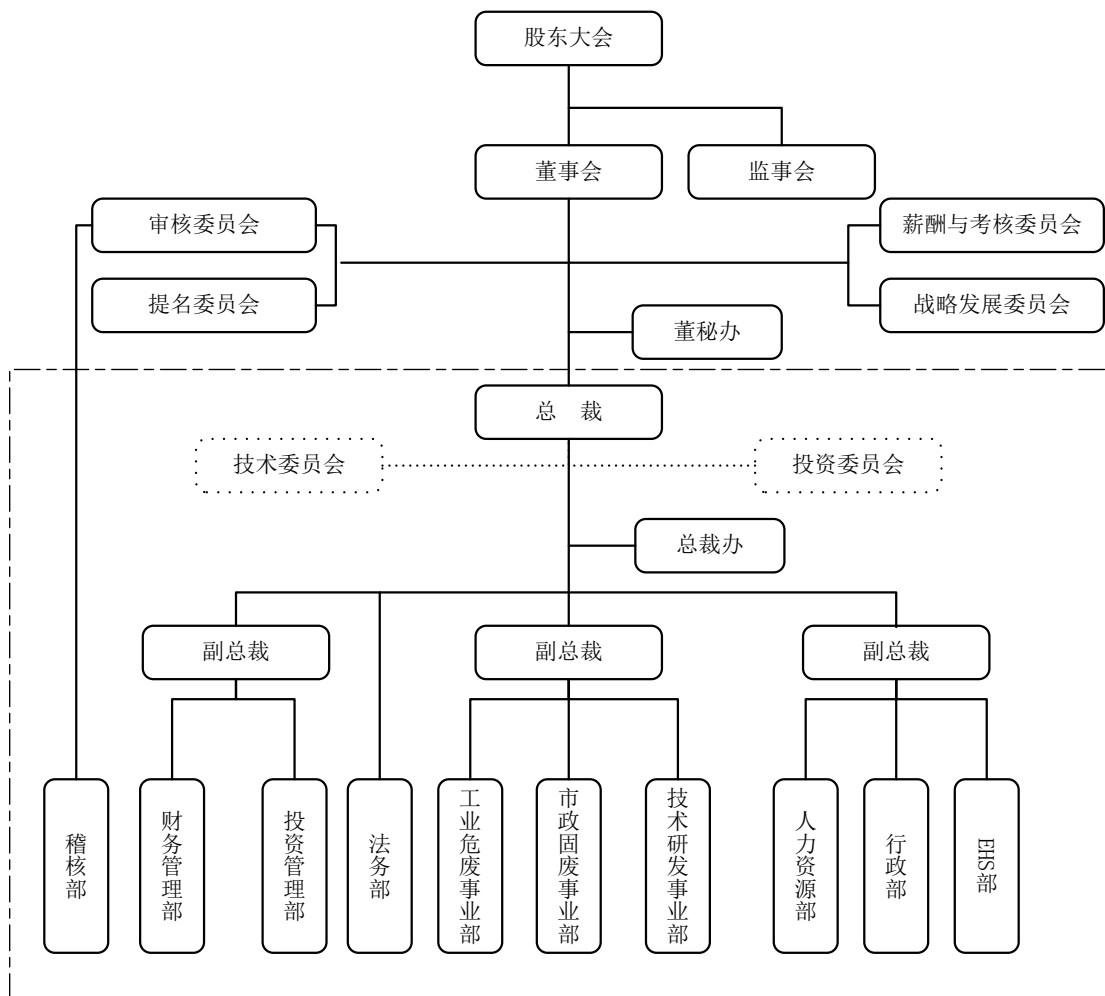 股东大会
董事会
监事会
审核委员会
薪酬与考核委员会
提名委员会
战略发展委员会
董秘办
总 裁
技术委员会
投资委员会
总裁办
副总裁
副总裁
副总裁
稽核部
财务管理部
投资管理部
法务部
工业危废事业部
市政固废事业部
技术研发事业部
人力资源部
行政部
EHS部